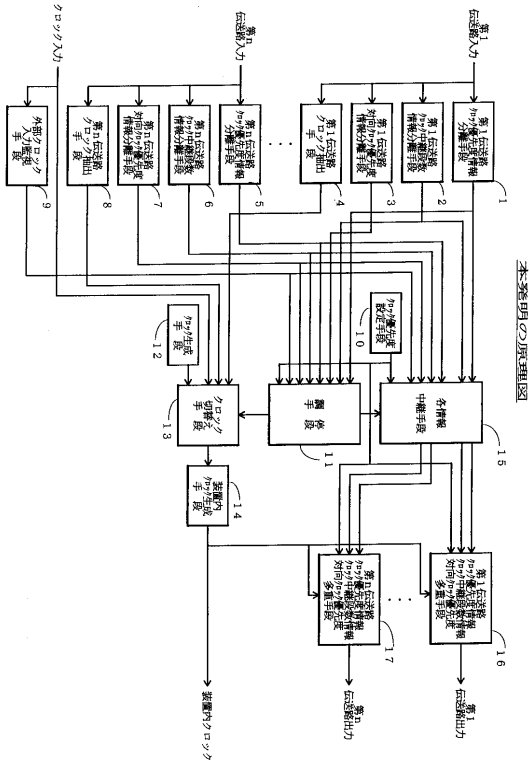 本発明の原理図
第1
伝送路入力
第n
伝送路入力
クロック入力
第1伝送路
クロック優先度情報
分離手段
1
第1伝送路
クロック中継段数
情報分離手段
2
第1伝送路
対向クロック優先度
情報分離手段
3
第1伝送路
クロック抽出
手段
4
第n伝送路
クロック優先度情報
分離手段
5
第n伝送路
クロック中継段数
情報分離手段
6
第n伝送路
対向クロック優先度
情報分離手段
7
第n伝送路
クロック抽出
手段
8
外部クロック
入力監視
手段
9
クロック優先度
設定手段
10
調停
手段
11
クロック生成
手段
12
クロック
切替え
手段
13
装置内
クロック生成
手段
14
各情報
中継手段
15
第1伝送路
クロック優先度情報
クロック中継段数情報
対向クロック優先度
多重手段
16
第n伝送路
クロック優先度情報
クロック中継段数情報
対向クロック優先度
多重手段
17
第1
伝送路出力
第n
伝送路出力
装置内クロック